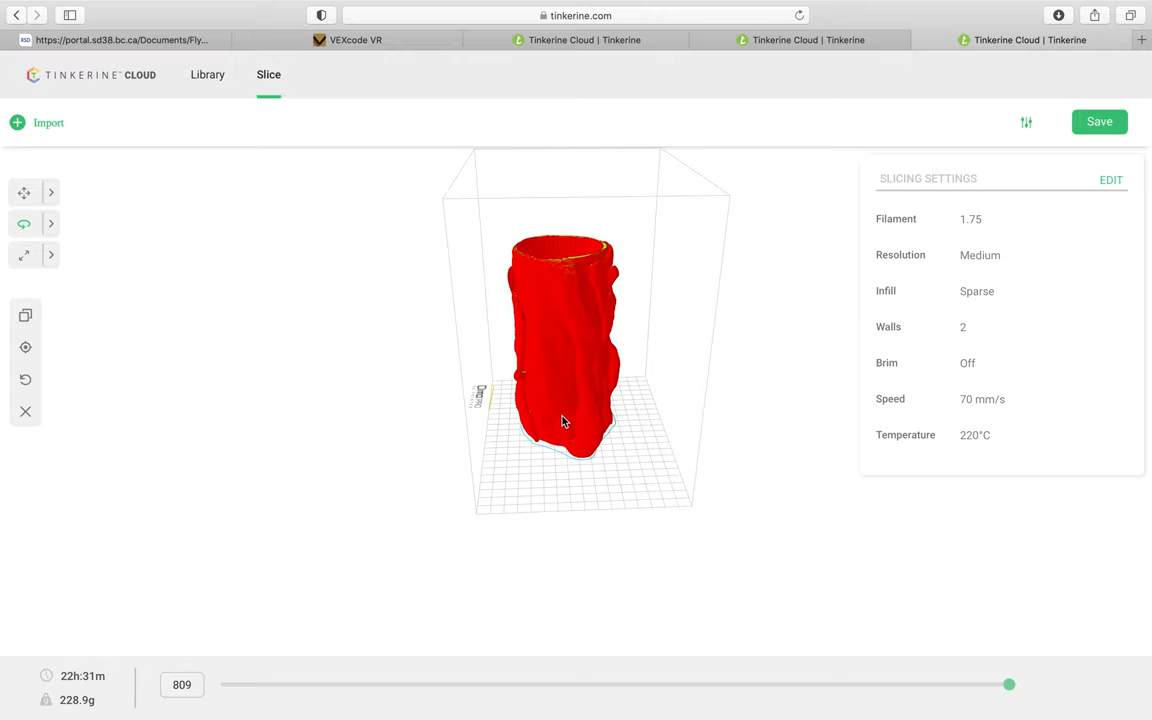 tinkerine.com
https://portal.sd38.bc.ca/Documents/Fly...
VEXcode VR
Tinkerine Cloud | Tinkerine
Tinkerine Cloud | Tinkerine
Tinkerine Cloud | Tinkerine
TINKERINE™ CLOUD
Library
Slice
Import
Save
SLICING SETTINGS
EDIT
Filament 1.75
Resolution Medium
Infill Sparse
Walls 2
Brim Off
Speed 70 mm/s
Temperature 220°C
22h:31m
228.9g
809